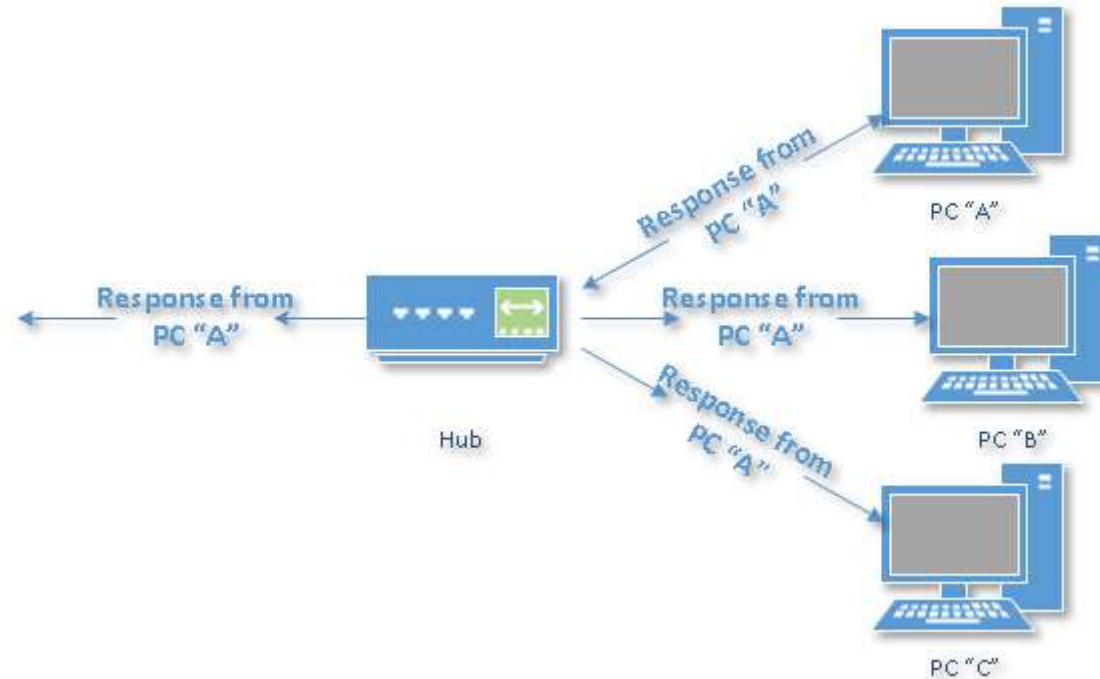 Response from
PC “A”
PC “A”
Response from
PC “A”
Hub
Response from
PC “A”
PC “B”
Response from
PC “A”
PC “C”